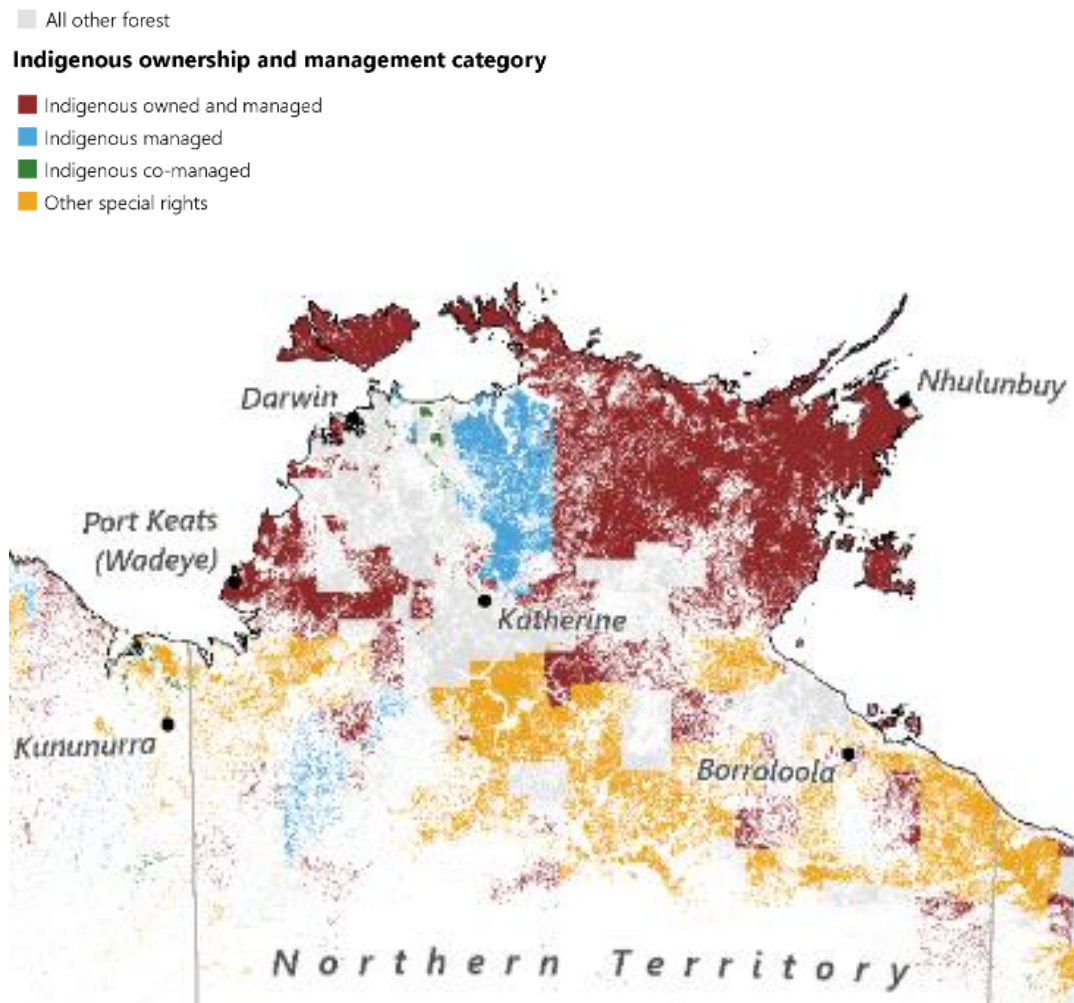 All other forest
Indigenous ownership and management category
Indigenous owned and managed
Indigenous managed
Indigenous co-managed
Other special rights
Nhulunbuy
Darwin
Port Keats
(Wadeye)
Katherine
Kununurra
Borroloola
Northern Territory